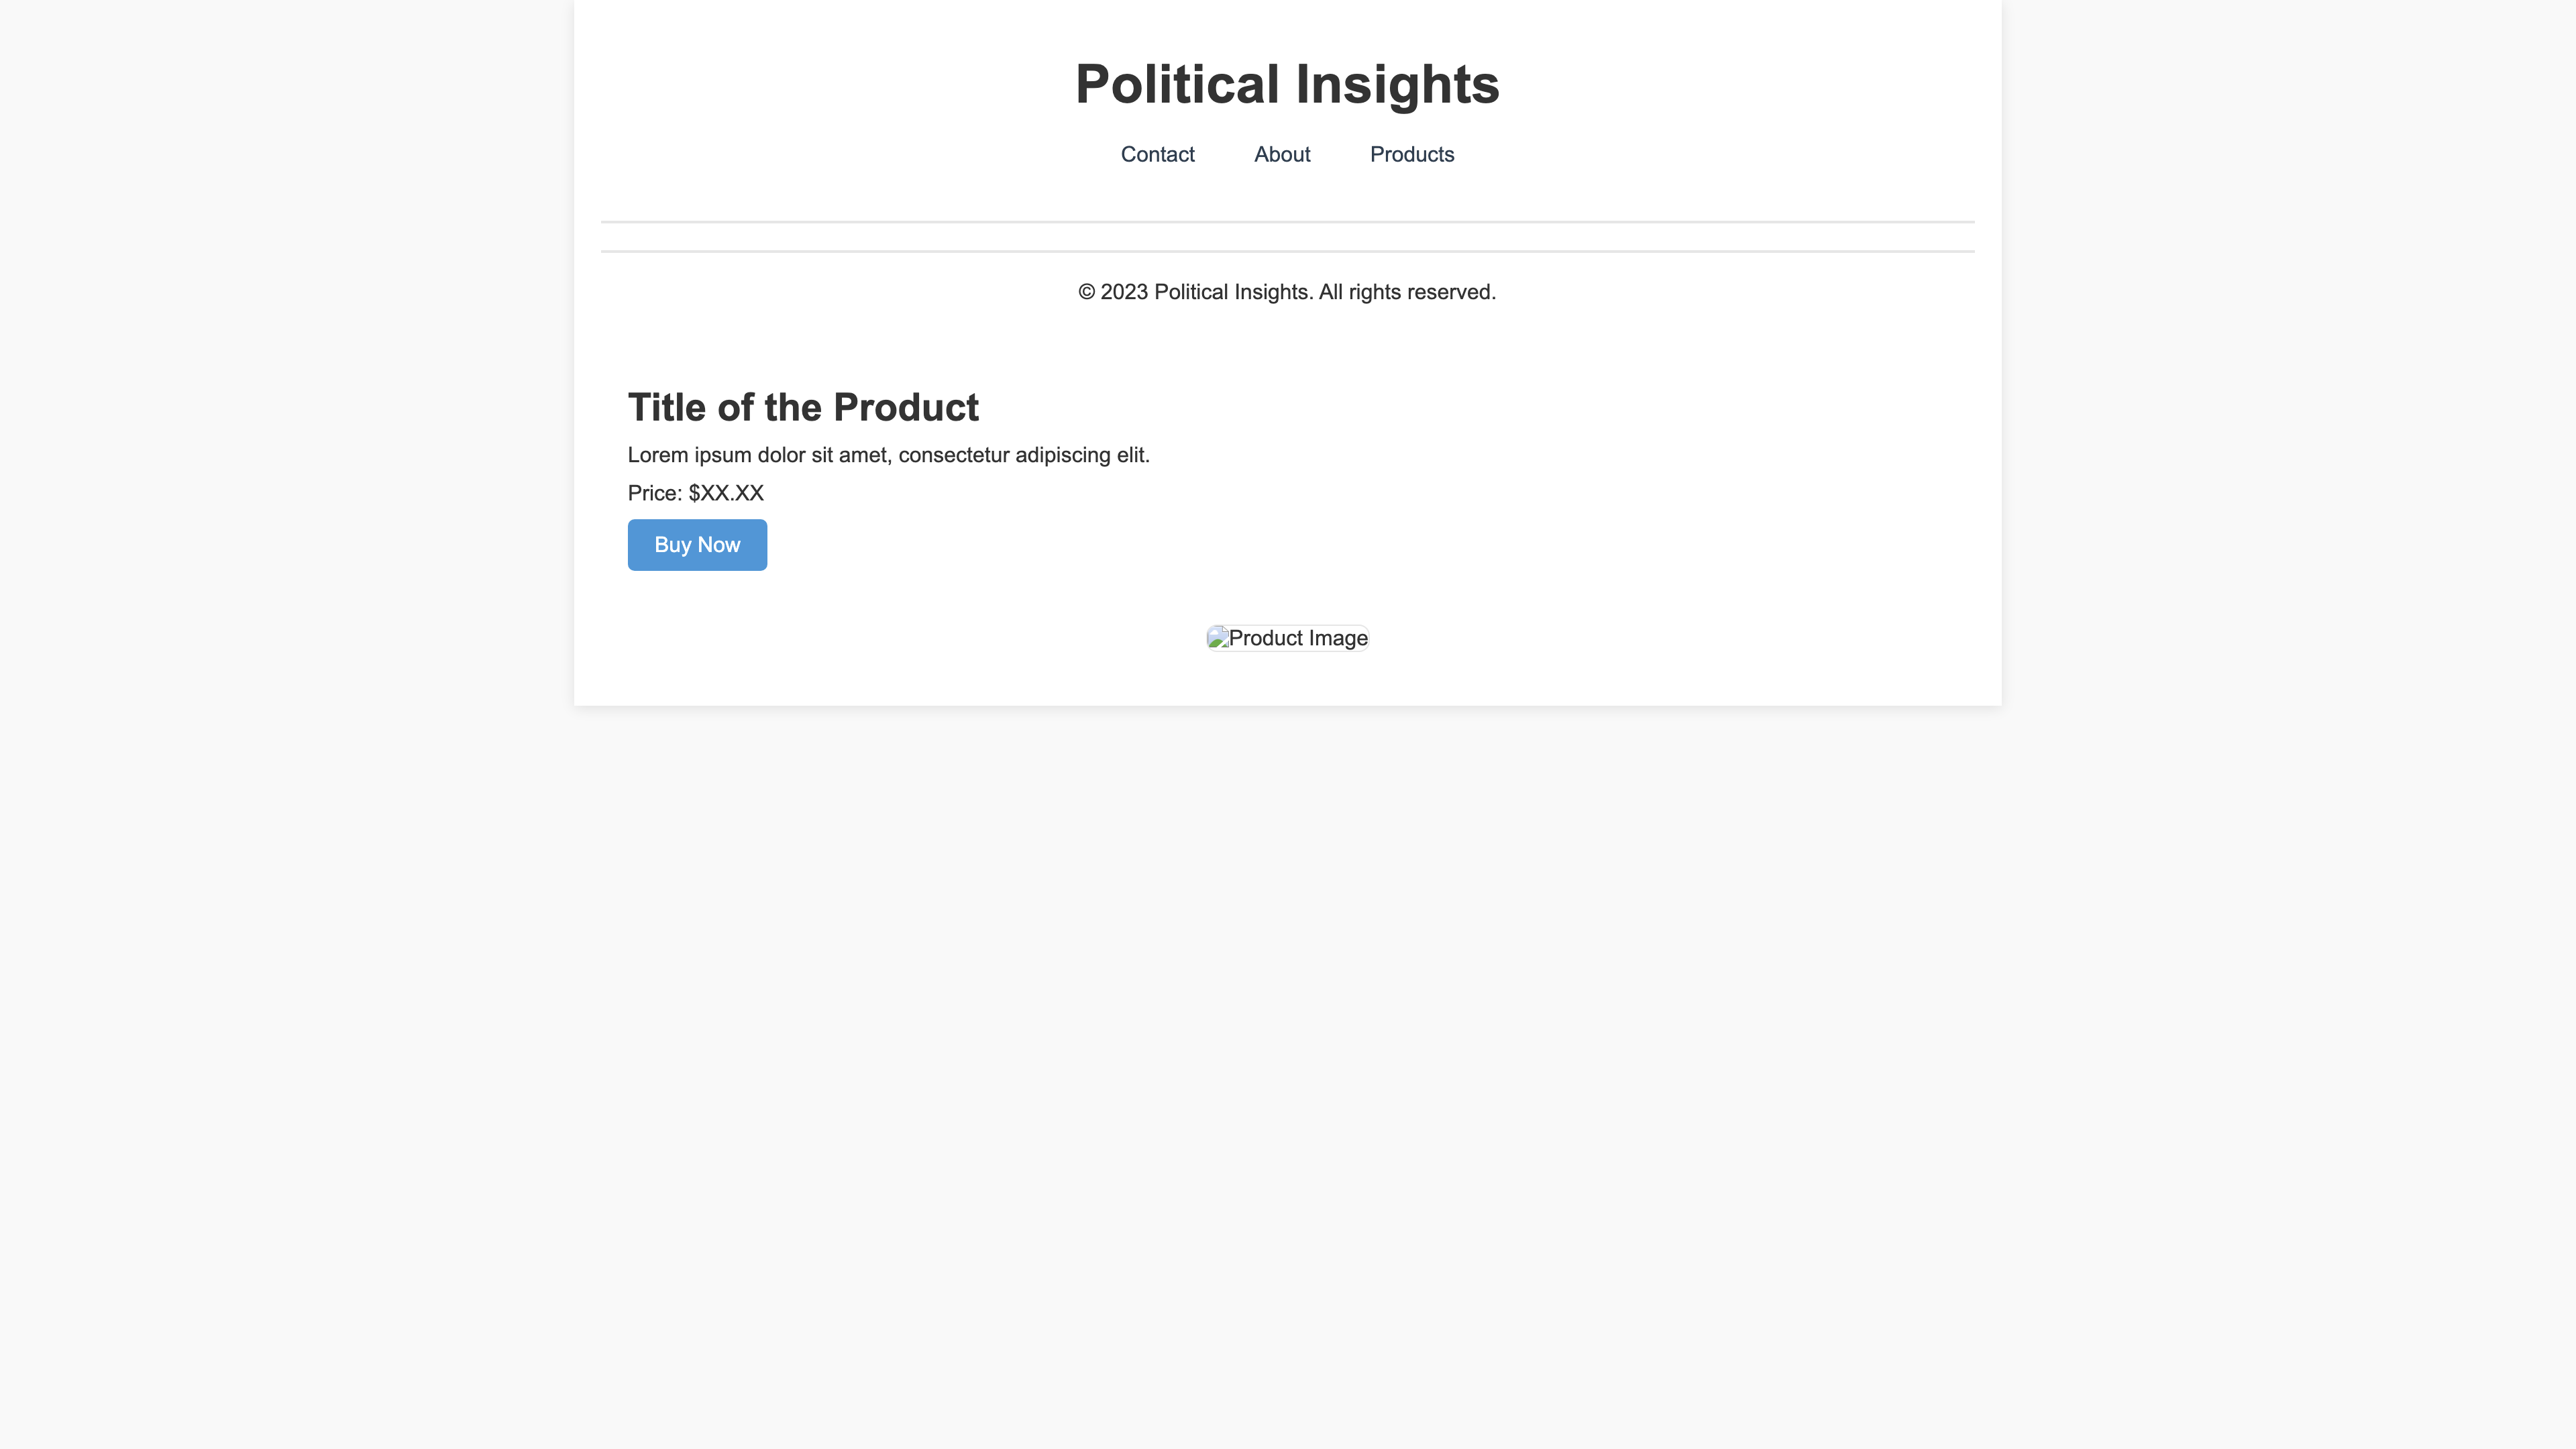 Political Insights
Contact About Products
© 2023 Political Insights. All rights reserved.
Title of the Product
Lorem ipsum dolor sit amet, consectetur adipiscing elit.
Price: $XX.XX
Buy Now
Product Image